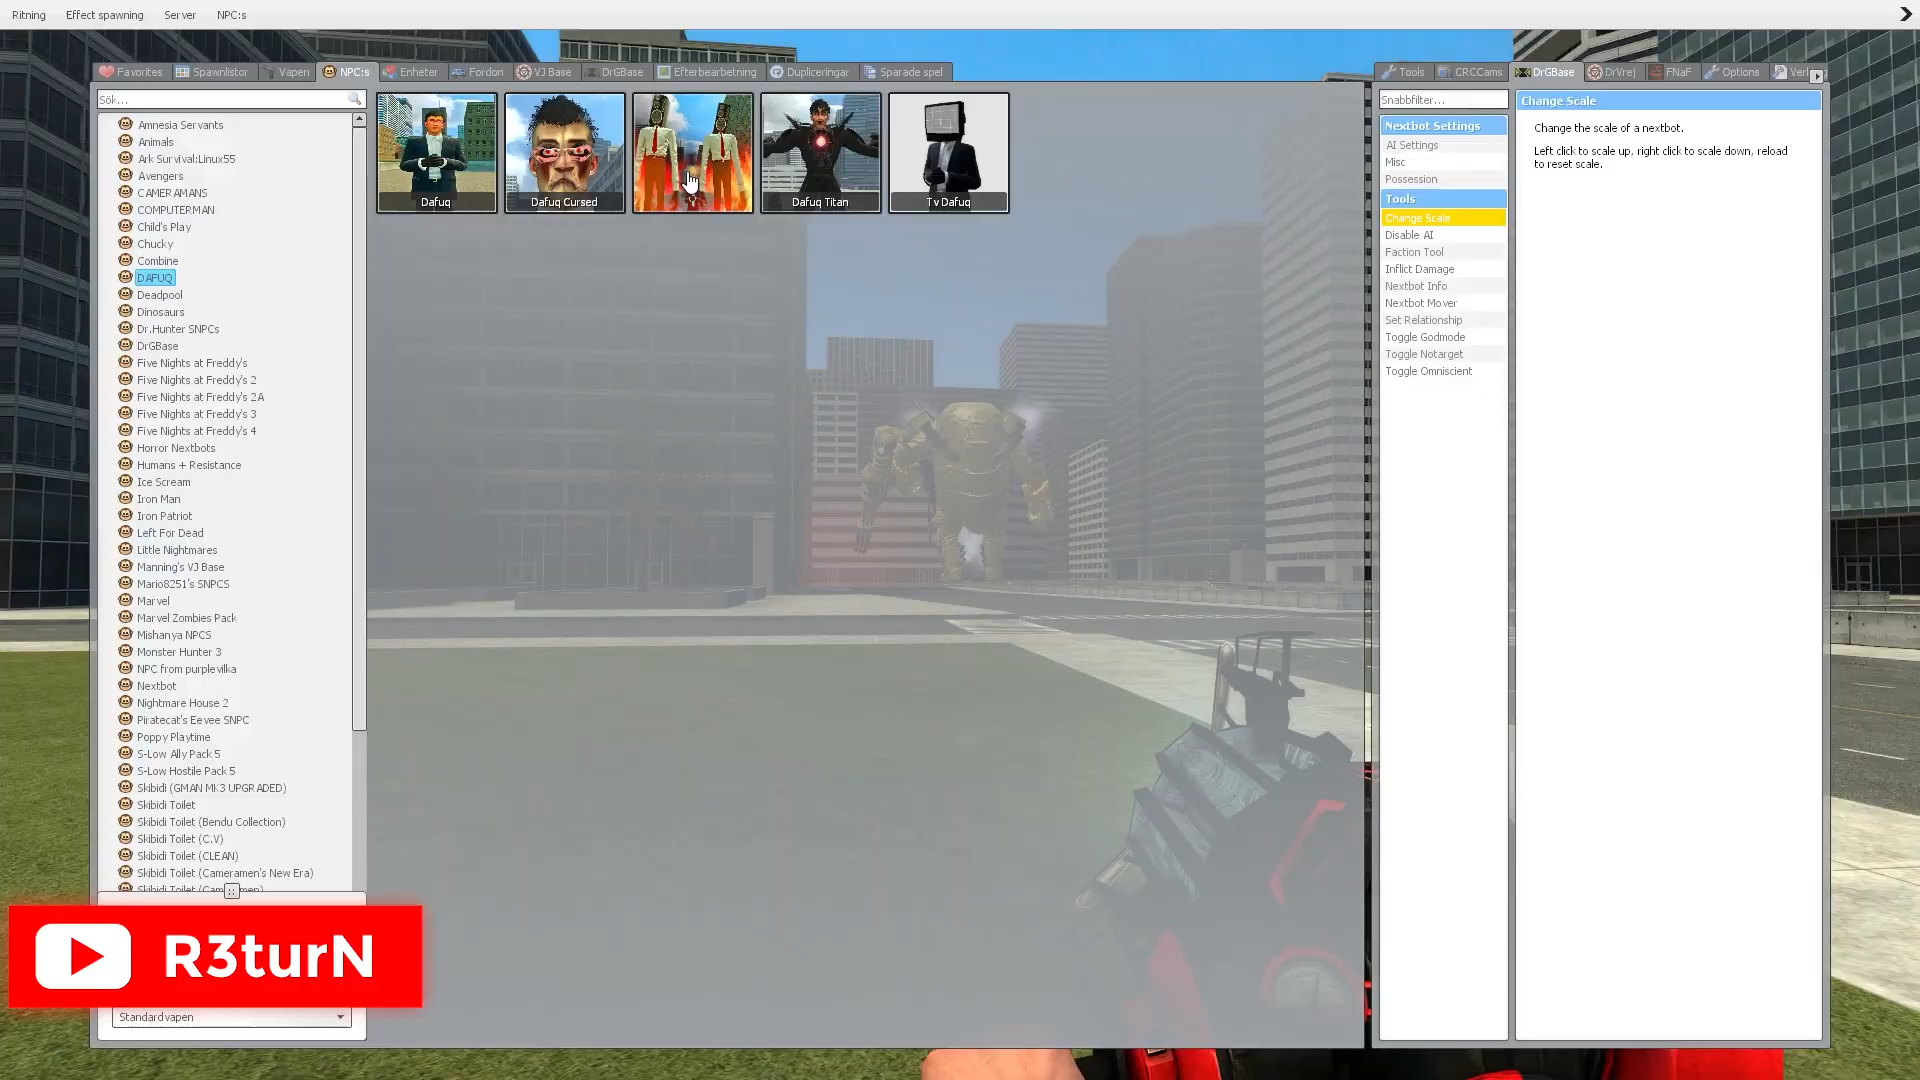 Ritning Effect spawning Server NPC:s
Favorites Spawnlistor Vapen NPC:s Enheter Fordon VJ Base DrGBase Efterbearbetning Dupliceringar Sparade spel
Tools CRCCams DrGBase DrVrej FNaF Options
Sök...
Amnesia Servants
Animals
Ark Survival:Linux55
Avengers
CAMERAMANS
COMPUTERMAN
Child's Play
Chucky
Combine
DAFUQ
Deadpool
Dinosaurs
Dr.Hunter SNPCs
DrGBase
Five Nights at Freddy's
Five Nights at Freddy's 2
Five Nights at Freddy's 2A
Five Nights at Freddy's 3
Five Nights at Freddy's 4
Horror Nextbots
Humans + Resistance
Ice Scream
Iron Man
Iron Patriot
Left For Dead
Little Nightmares
Manning's VJ Base
Mario8251's SNPCS
Marvel
Marvel Zombies Pack
Mishanya NPCS
Monster Hunter 3
NPC from purplevilka
Nextbot
Nightmare House 2
Piratecat's Eevee SNPC
Poppy Playtime
S-Low Ally Pack 5
S-Low Hostile Pack 5
Skibidi (GMAN MK3 UPGRADED)
Skibidi Toilet
Skibidi Toilet (Bendu Collection)
Skibidi Toilet (C.V)
Skibidi Toilet (CLEAN)
Skibidi Toilet (Cameramen's New Era)
Skibidi Toilet
R3turN
Standardvapen
Dafuq
Dafuq Cursed
Dafuq Titan
Tv Dafuq
Snabbfilter...
Nextbot Settings
AI Settings
Misc
Possession
Tools
Change Scale
Disable AI
Faction Tool
Inflict Damage
Nextbot Info
Nextbot Mover
Set Relationship
Toggle Godmode
Toggle Notarget
Toggle Omniscient
Change Scale
Change the scale of a nextbot.
Left click to scale up, right click to scale down, reload
to reset scale.